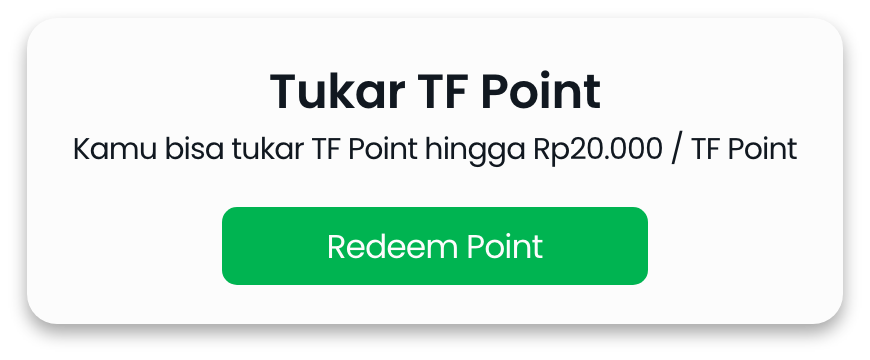 Tukar TF Point
Kamu bisa tukar TF Point hingga Rp20.000 / TF Point
Redeem Point